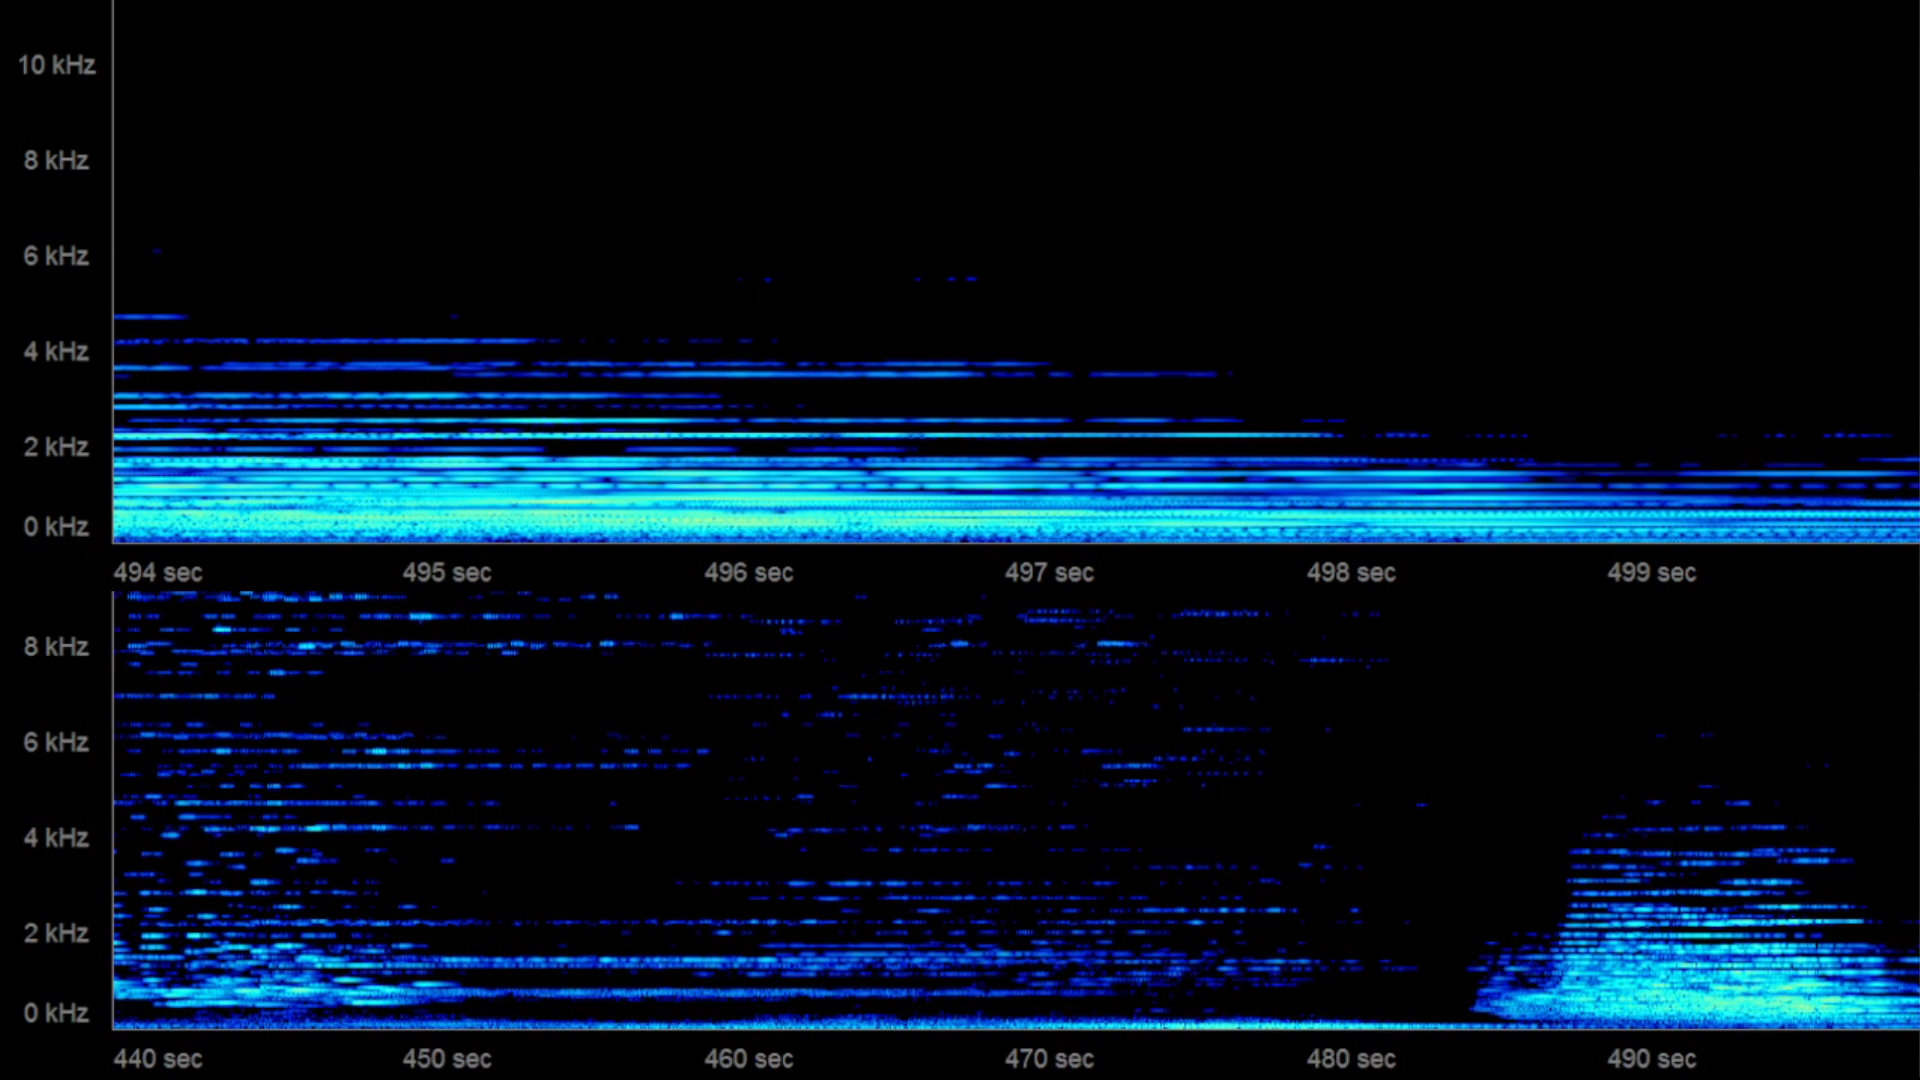 10 kHz
8 kHz
6 kHz
4 kHz
2 kHz
0 kHz
494 sec 495 sec 496 sec 497 sec 498 sec 499 sec
8 kHz
6 kHz
4 kHz
2 kHz
0 kHz
440 sec 450 sec 460 sec 470 sec 480 sec 490 sec